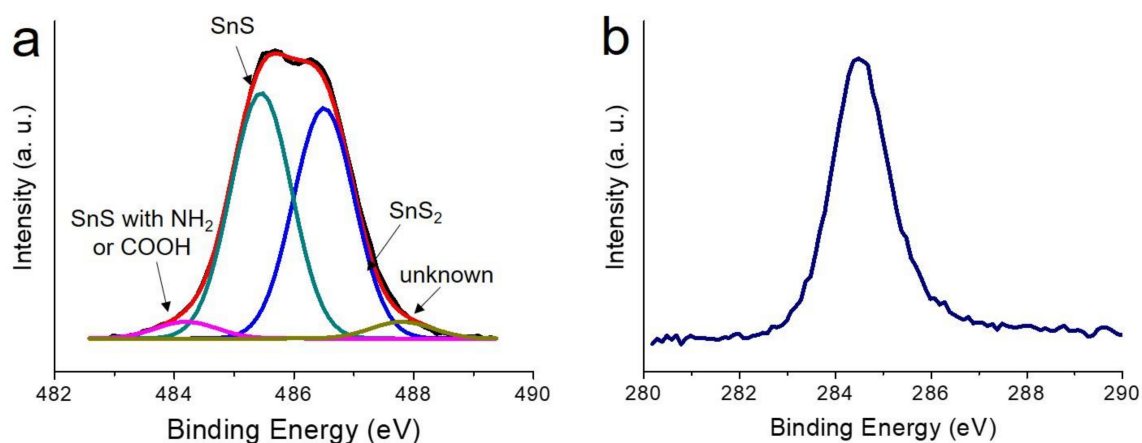 a
SnS
SnS with NH2
or COOH
SnS2
unknown
Intensity (a. u.)
482 484 486 488 490
Binding Energy (eV)
b
Intensity (a. u.)
280 282 284 286 288 290
Binding Energy (eV)